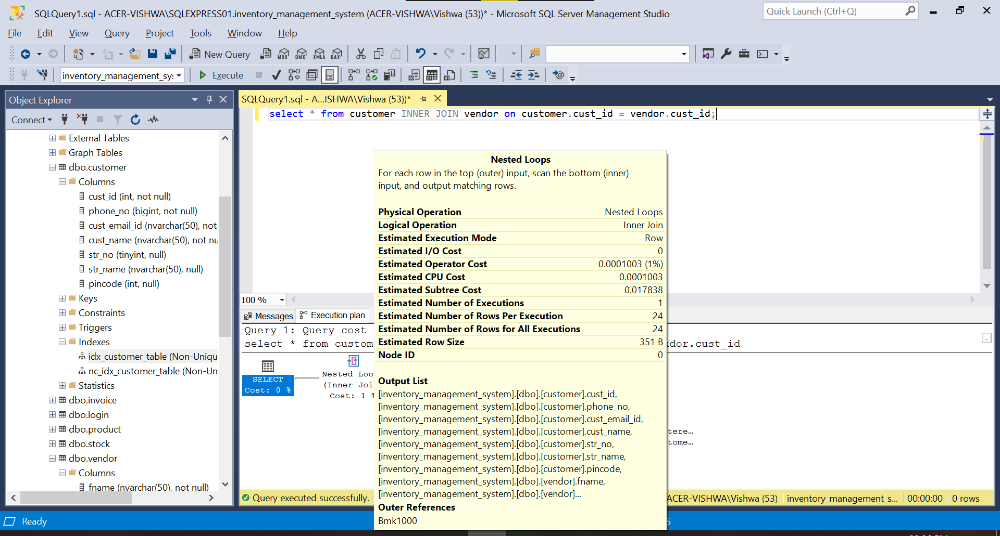 SQLQuery1.sql - ACER-VISHWA\SQLEXPRESS01.inventory_management_system (ACER-VISHWA\Vishwa (53))* - Microsoft SQL Server Management Studio
Quick Launch (Ctrl+Q)
File Edit View Query Project Tools Window Help
New Query MDX DMX XMLA DAX
inventory_management_sys Execute
Object Explorer
Connect
External Tables
Graph Tables
dbo.customer
Columns
cust_id (int, not null)
phone_no (bigint, not null)
cust_email_id (nvarchar(50), not
cust_name (nvarchar(50), not nu
str_no (tinyint, null)
str_name (nvarchar(50), null)
pincode (int, null)
Keys
Constraints
Triggers
Indexes
idx_customer_table (Non-Uniqu
nc_idx_customer_table (Non-Un
Statistics
dbo.invoice
dbo.login
dbo.product
dbo.stock
dbo.vendor
Columns
fname (nvarchar(50), not null)
SQLQuery1.sql - A...ISHWA\Vishwa (53))*
select * from customer INNER JOIN vendor on customer.cust_id = vendor.cust_id;
100 %
Messages Execution plan
Query 1: Query cost
select * from custom dor.cust_id
SELECT
Cost: 0 %
Nested Loo
(Inner Joi
Cost: 1 %
tere...
tome...
Nested Loops
For each row in the top (outer) input, scan the bottom (inner)
input, and output matching rows.
Physical Operation Nested Loops
Logical Operation Inner Join
Estimated Execution Mode Row
Estimated I/O Cost 0
Estimated Operator Cost 0.0001003 (1%)
Estimated CPU Cost 0.0001003
Estimated Subtree Cost 0.017838
Estimated Number of Executions 1
Estimated Number of Rows Per Execution 24
Estimated Number of Rows for All Executions 24
Estimated Row Size 351 B
Node ID 0
Output List
[inventory_management_system].[dbo].[customer].cust_id,
[inventory_management_system].[dbo].[customer].phone_no,
[inventory_management_system].[dbo].[customer].cust_email_id,
[inventory_management_system].[dbo].[customer].cust_name,
[inventory_management_system].[dbo].[customer].str_no,
[inventory_management_system].[dbo].[customer].str_name,
[inventory_management_system].[dbo].[customer].pincode,
[inventory_management_system].[dbo].[vendor].fname,
[inventory_management_system].[dbo].[vendor]...
Outer References
Bmk1000
Query executed successfully. ACER-VISHWA\Vishwa (53) inventory_management_s... 00:00:00 0 rows
Ready